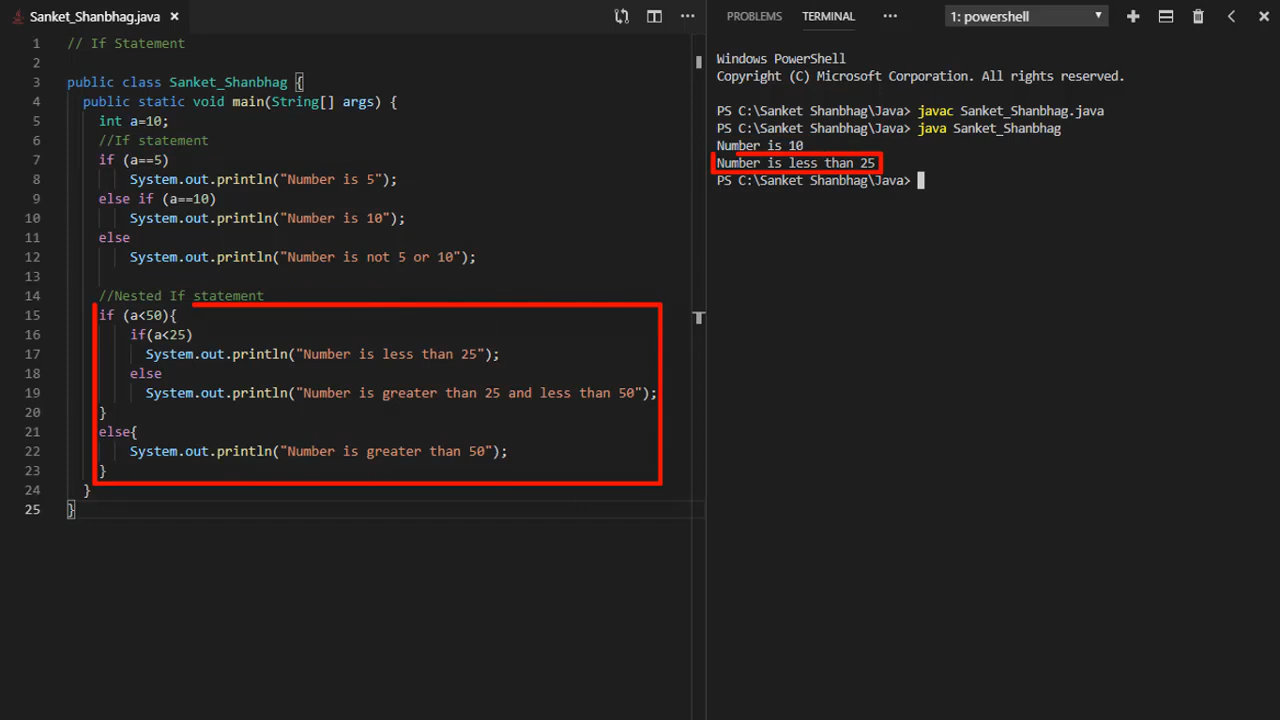 Sanket_Shanbhag.java ×
1 // If Statement
2
3 public class Sanket_Shanbhag {
4 public static void main(String[] args) {
5 int a=10;
6 //If statement
7 if (a==5)
8 System.out.println("Number is 5");
9 else if (a==10)
10 System.out.println("Number is 10");
11 else
12 System.out.println("Number is not 5 or 10");
13
14 //Nested If statement
15 if (a<50){
16 if(a<25)
17 System.out.println("Number is less than 25");
18 else
19 System.out.println("Number is greater than 25 and less than 50");
20 }
21 else{
22 System.out.println("Number is greater than 50");
23 }
24 }
25 }
PROBLEMS TERMINAL ••• 1: powershell
Windows PowerShell
Copyright (C) Microsoft Corporation. All rights reserved.
PS C:\Sanket Shanbhag\Java> javac Sanket_Shanbhag.java
PS C:\Sanket Shanbhag\Java> java Sanket_Shanbhag
Number is 10
Number is less than 25
PS C:\Sanket Shanbhag\Java>